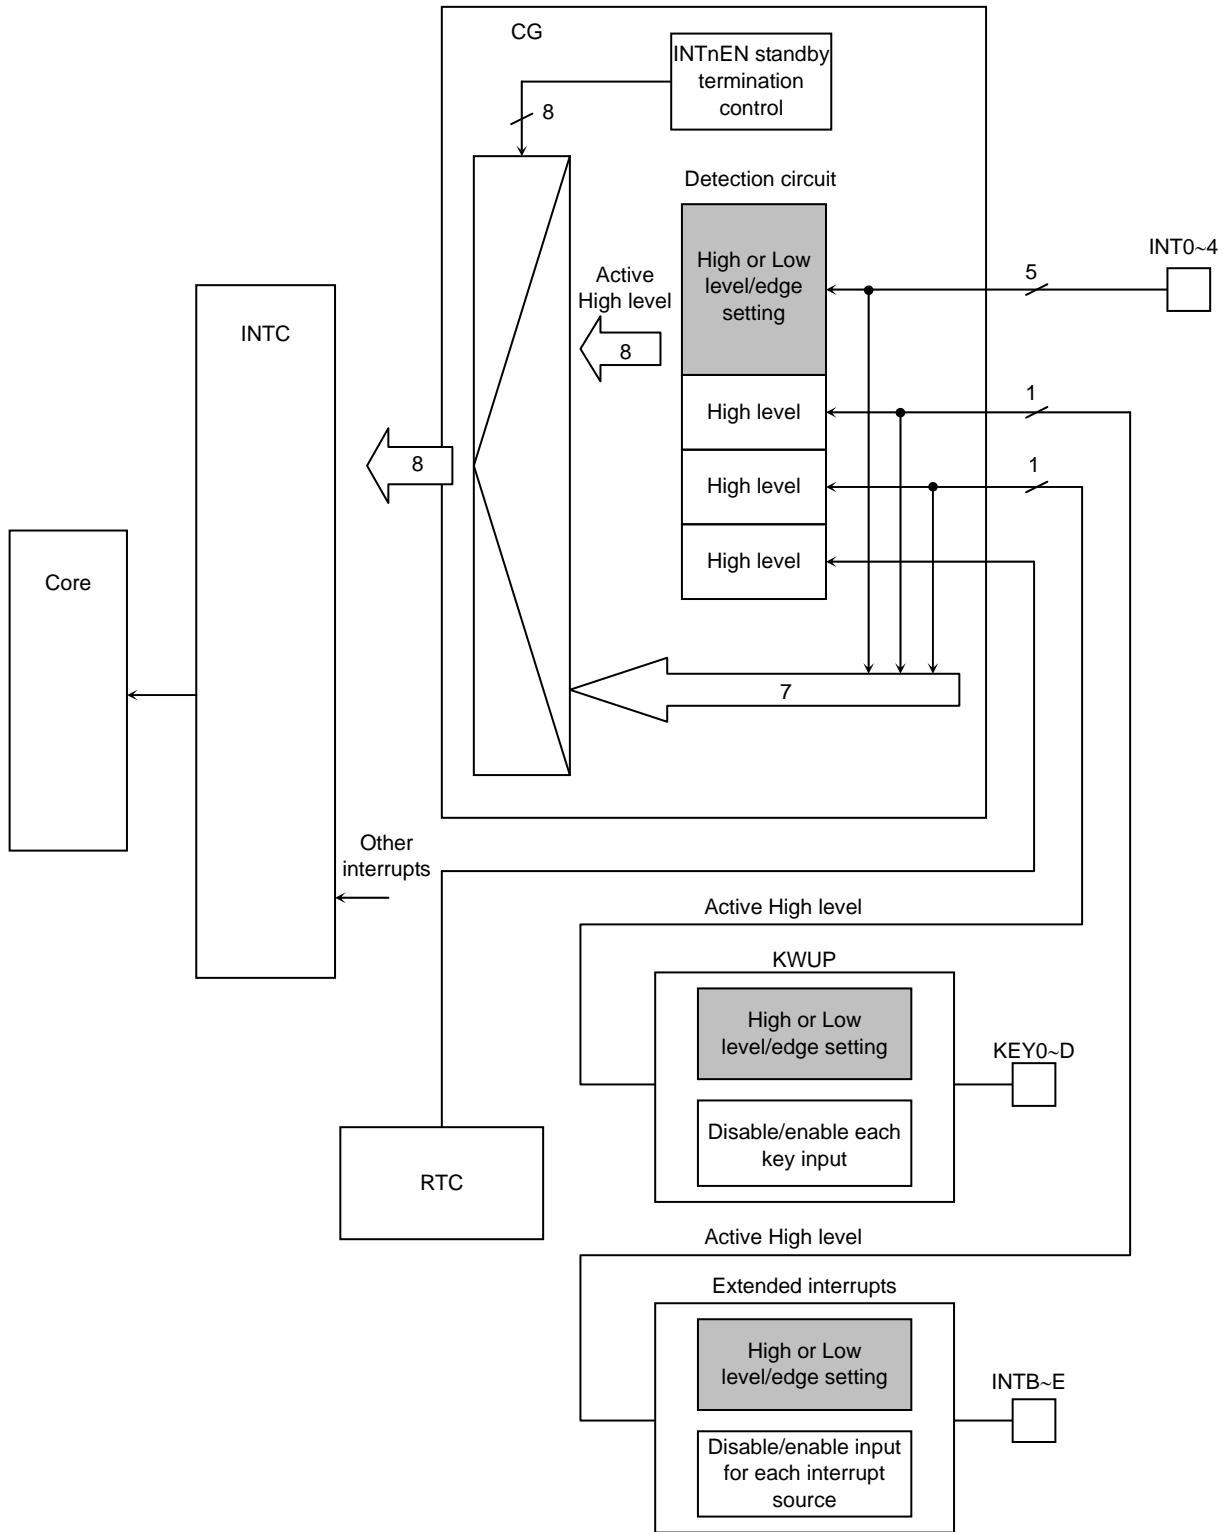 CG
INTnEN standby
termination
control
8
Detection circuit
High or Low
level/edge
setting
INT0~4
5
Active
High level
8
INTC
High level
1
High level
1
8
High level
Core
7
Other
interrupts
Active High level
KWUP
High or Low
level/edge setting
KEY0~D
Disable/enable each
key input
RTC
Active High level
Extended interrupts
High or Low
level/edge setting
INTB~E
Disable/enable input
for each interrupt
source